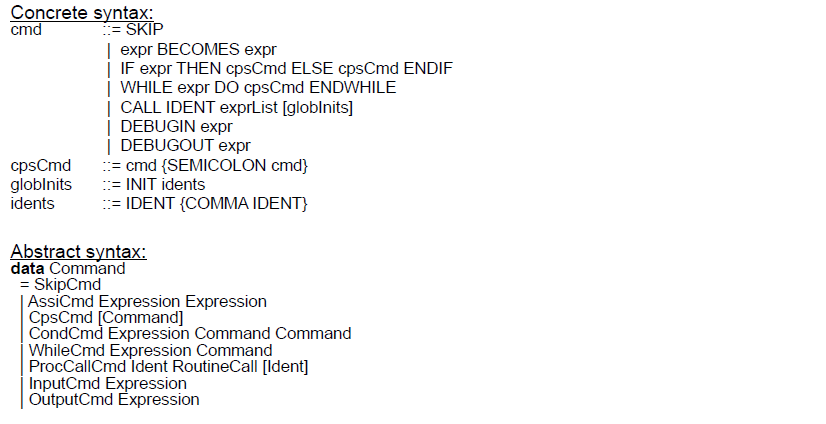 Concrete syntax:
cmd ::= SKIP
| expr BECOMES expr
| IF expr THEN cpsCmd ELSE cpsCmd ENDIF
| WHILE expr DO cpsCmd ENDWHILE
| CALL IDENT exprList [globInits]
| DEBUGIN expr
| DEBUGOUT expr
cpsCmd ::= cmd {SEMICOLON cmd}
globInits ::= INIT idents
idents ::= IDENT {COMMA IDENT}
Abstract syntax:
data Command
= SkipCmd
| AssiCmd Expression Expression
| CpsCmd [Command]
| CondCmd Expression Command Command
| WhileCmd Expression Command
| ProcCallCmd Ident RoutineCall [Ident]
| InputCmd Expression
| OutputCmd Expression